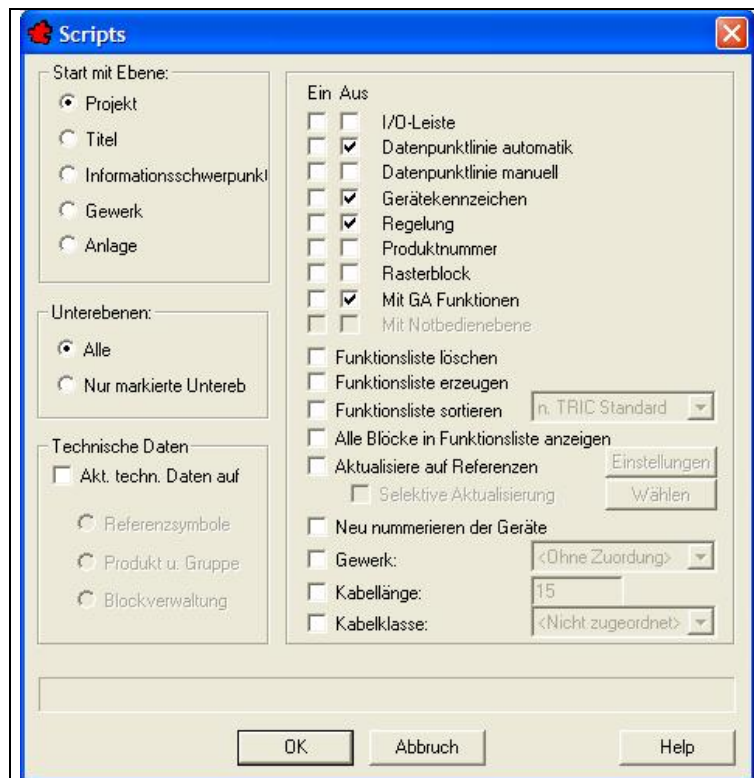 Scripts
Start mit Ebene:
Projekt
Titel
Informationsschwerpunkt
Gewerk
Anlage
Unterebenen:
Alle
Nur markierte Untereb
Technische Daten
Akt. techn. Daten auf
Referenzsymbole
Produkt u. Gruppe
Blockverwaltung
Ein Aus
I/O-Leiste
Datenpunktlinie automatik
Datenpunktlinie manuell
Gerätekennzeichen
Regelung
Produktnummer
Rasterblock
Mit GA Funktionen
Mit Notbedienebene
Funktionsliste löschen
Funktionsliste erzeugen
Funktionsliste sortieren n. TRIC Standard
Alle Blöcke in Funktionsliste anzeigen
Aktualisiere auf Referenzen Einstellungen
Selektive Aktualisierung Wählen
Neu nummerieren der Geräte
Gewerk: <Ohne Zuordung>
Kabellänge: 15
Kabelklasse: <Nicht zugeordnet>
OK Abbruch Help